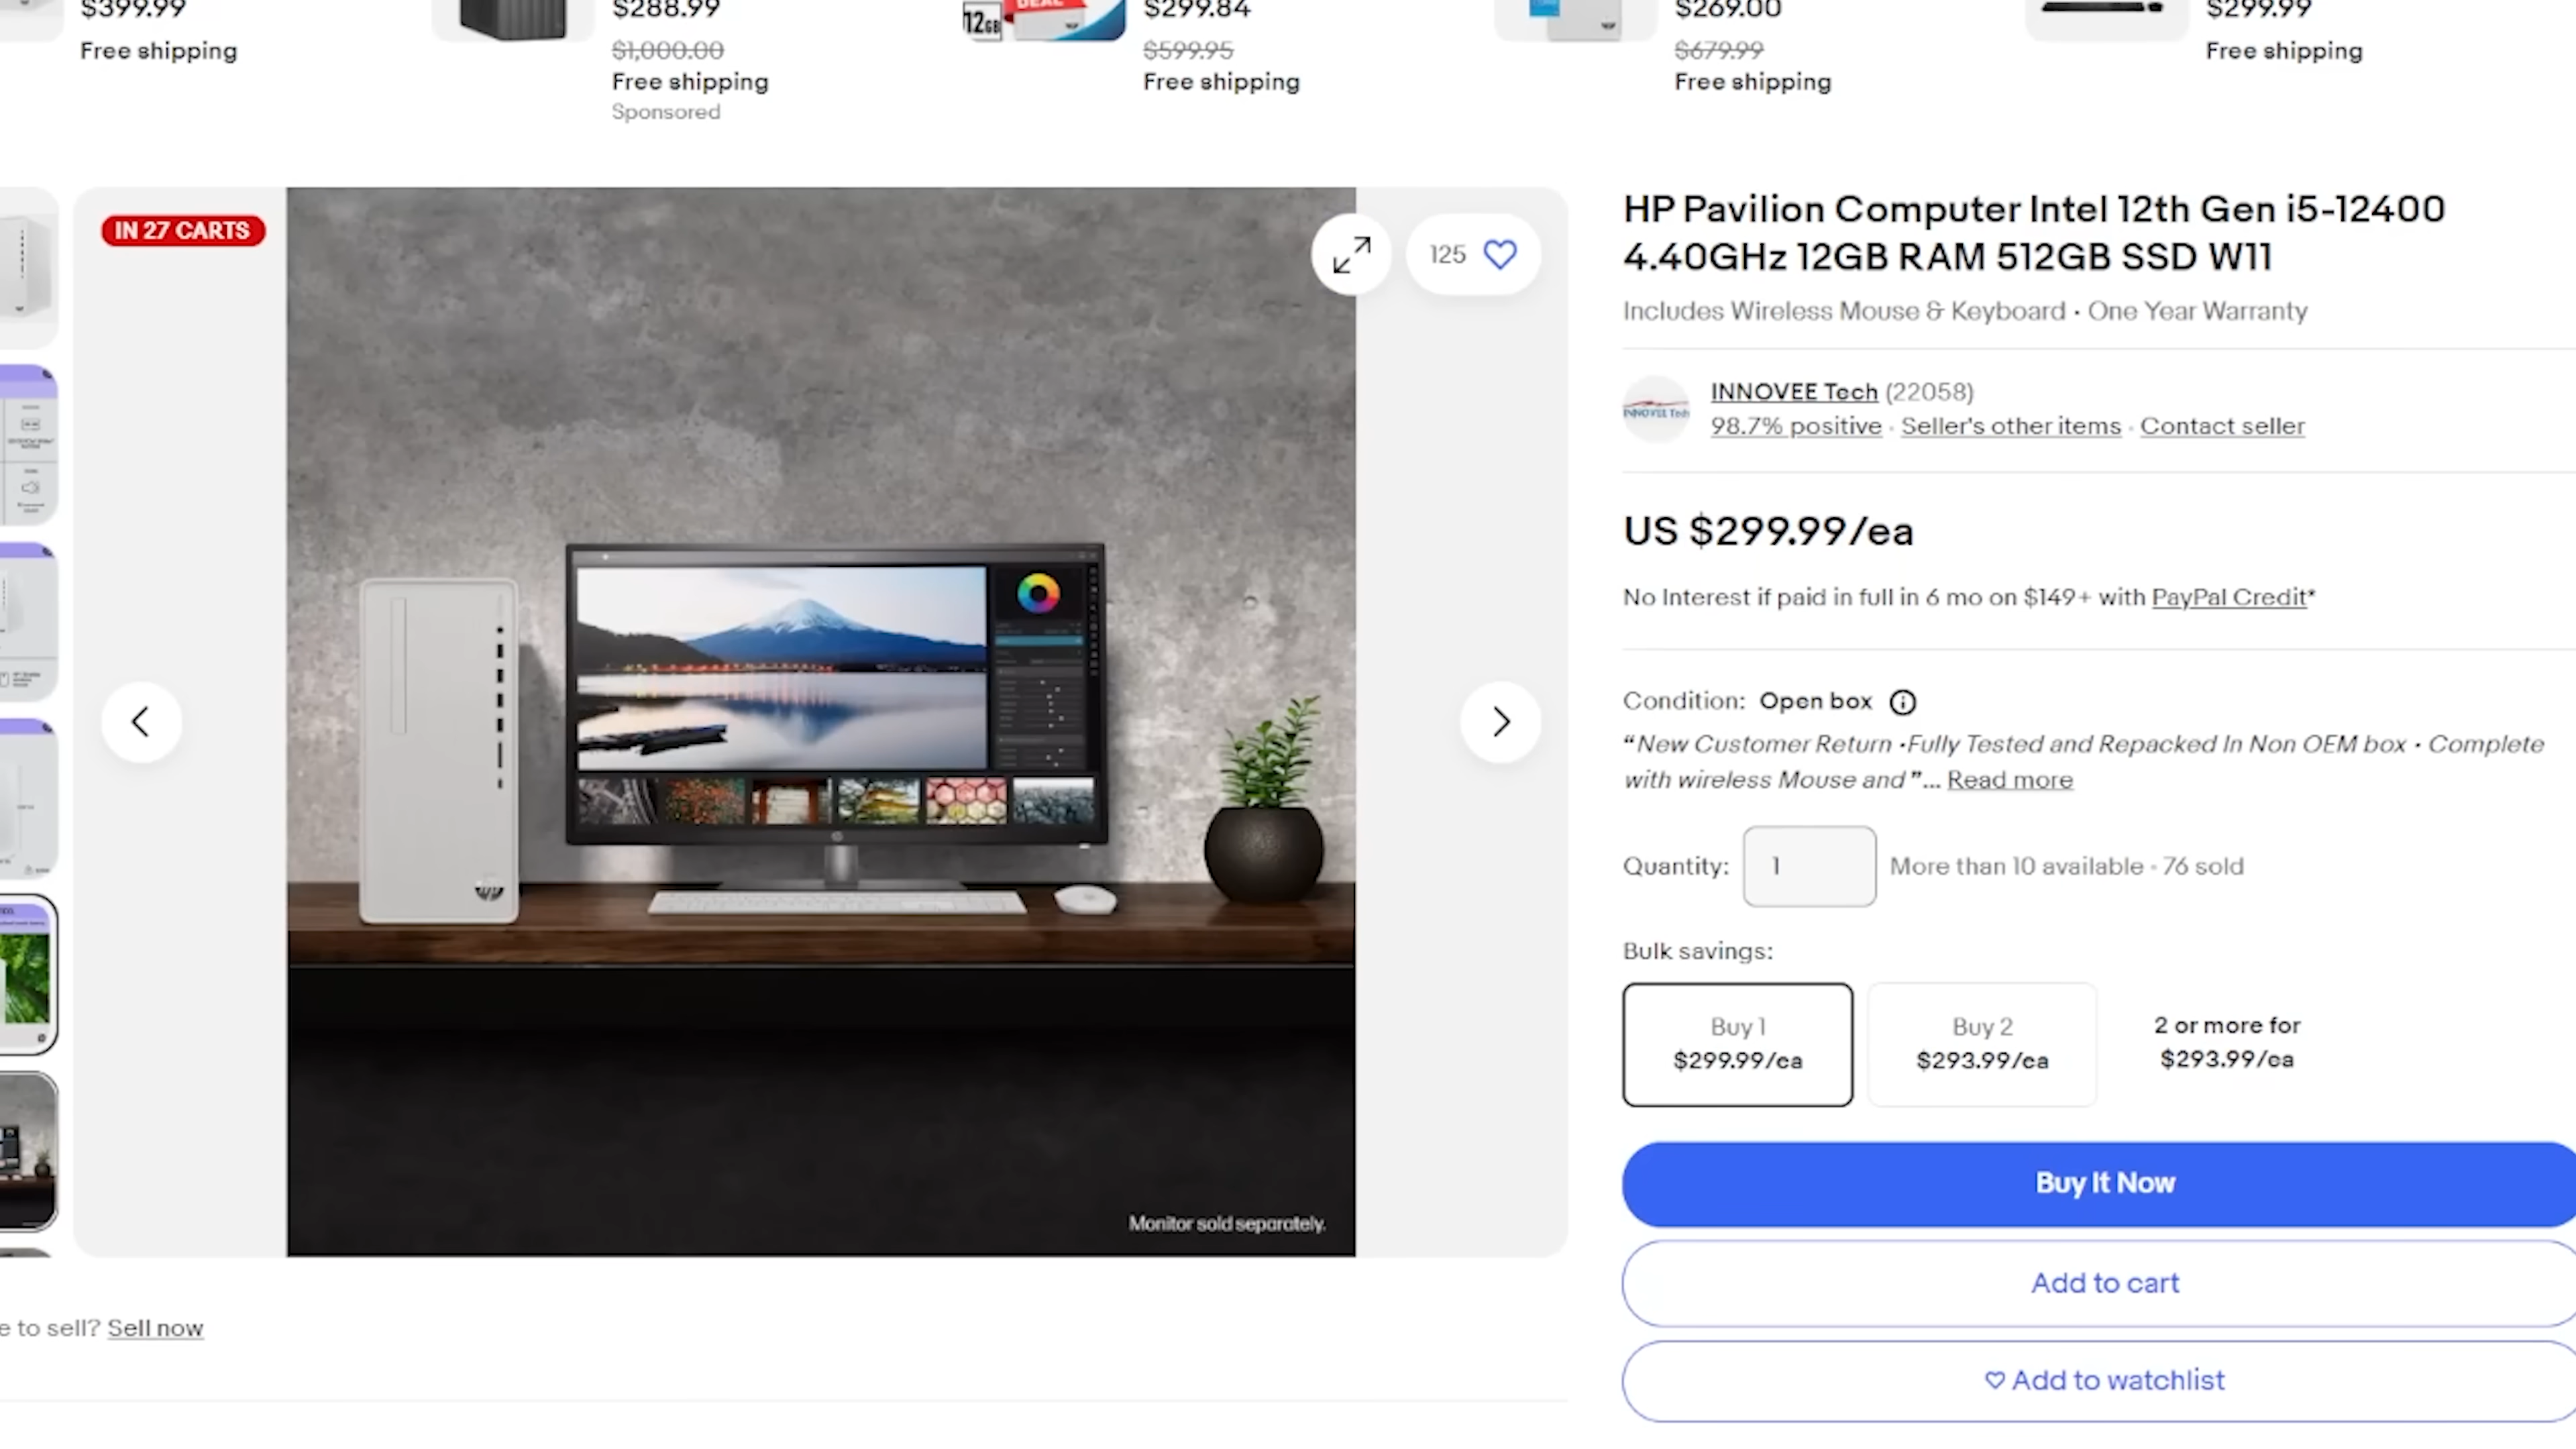 $399.99
Free shipping
$288.99
$1,000.00
Free shipping
Sponsored
12GB
DEAL
$299.84
$599.95
Free shipping
$269.00
$679.99
Free shipping
$299.99
Free shipping
IN 27 CARTS
125
Monitor sold separately.
HP Pavilion Computer Intel 12th Gen i5-12400
4.40GHz 12GB RAM 512GB SSD W11
Includes Wireless Mouse & Keyboard • One Year Warranty
INNOVEE Tech
INNOVEE Tech (22058)
98.7% positive · Seller's other items · Contact seller
US $299.99/ea
No Interest if paid in full in 6 mo on $149+ with PayPal Credit*
Condition: Open box
“New Customer Return •Fully Tested and Repacked In Non OEM box • Complete
with wireless Mouse and ”... Read more
Quantity: 1 More than 10 available • 76 sold
Bulk savings:
Buy 1
$299.99/ea
Buy 2
$293.99/ea
2 or more for
$293.99/ea
Buy It Now
Add to cart
Add to watchlist
e to sell? Sell now